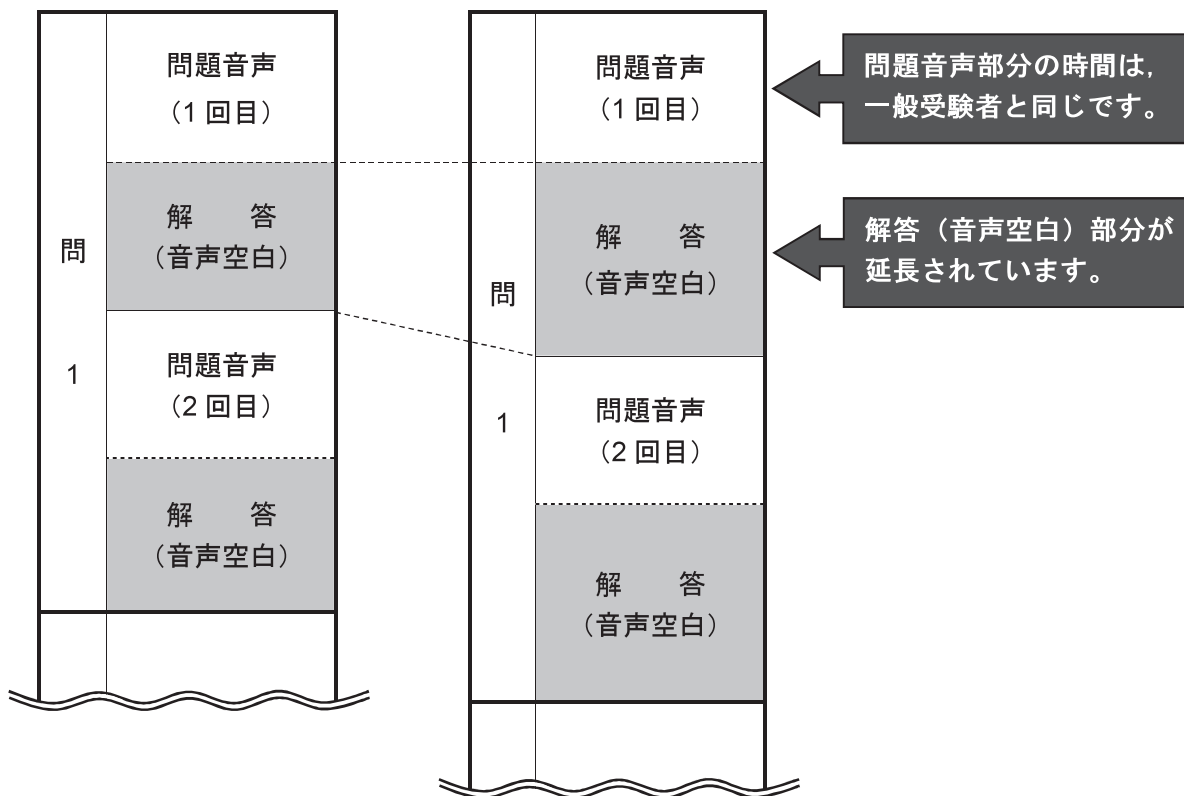 問題音声
(1回目)
解　答
(音声空白)
問
1
問題音声
(2回目)
解　答
(音声空白)
問題音声
(1回目)
解　答
(音声空白)
問
1
問題音声
(2回目)
解　答
(音声空白)
問題音声部分の時間は,
一般受験者と同じです。
解答（音声空白）部分が
延長されています。